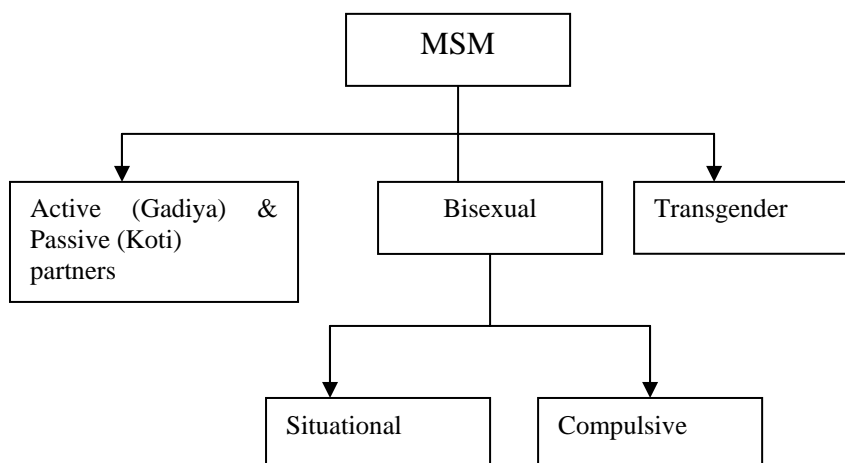 MSM
Active (Gadiya) &
Passive (Koti)
partners
Bisexual
Transgender
Situational
Compulsive